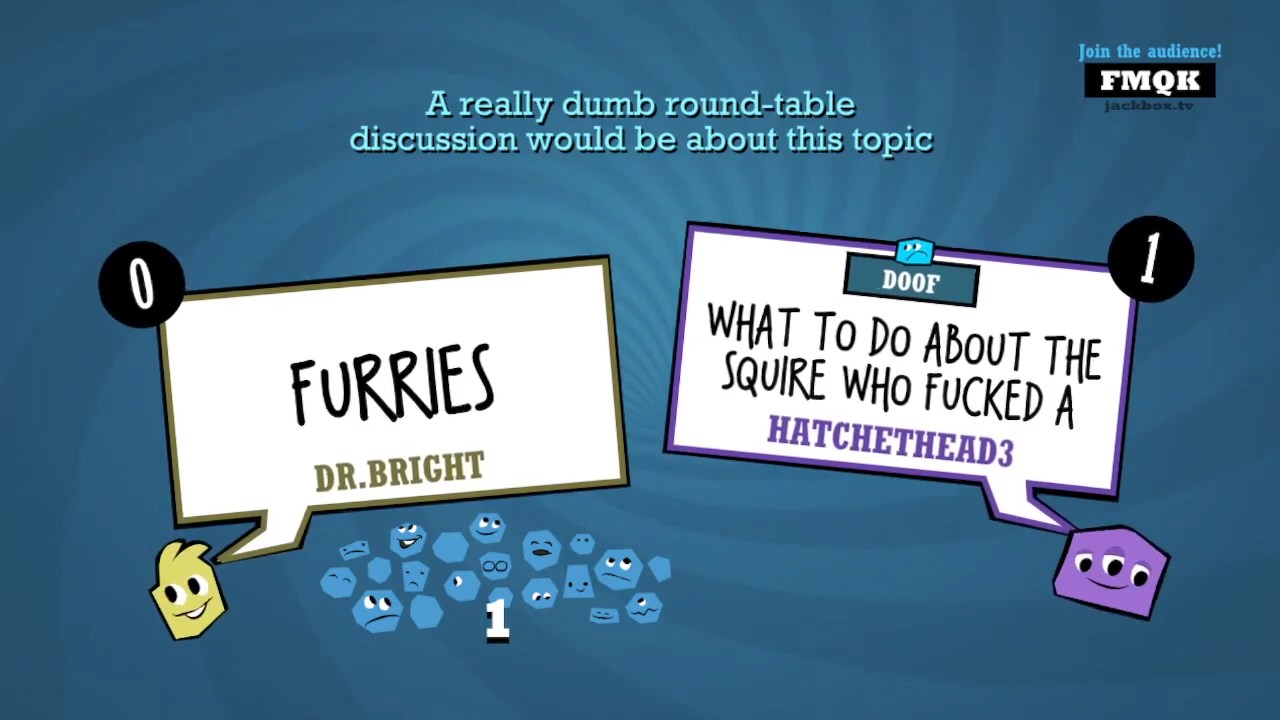 Join the audience!
FMQK
jackbox.tv
A really dumb round-table
discussion would be about this topic
0
FURRIES
DR.BRIGHT
1
DOOF
WHAT TO DO ABOUT THE
SQUIRE WHO FUCKED A
HATCHETHEAD3
1